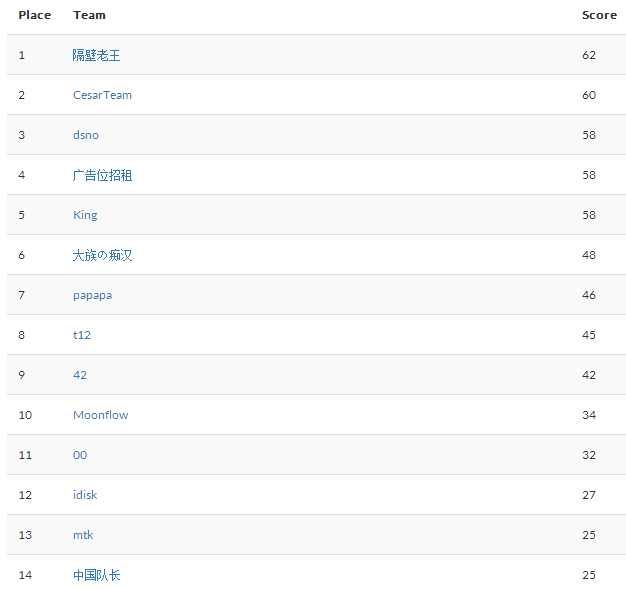 Place Team Score
1 隔壁老王 62
2 CesarTeam 60
3 dsno 58
4 广告位招租 58
5 King 58
6 大族の痴汉 48
7 papapa 46
8 t12 45
9 42 42
10 Moonflow 34
11 00 32
12 idisk 27
13 mtk 25
14 中国队长 25